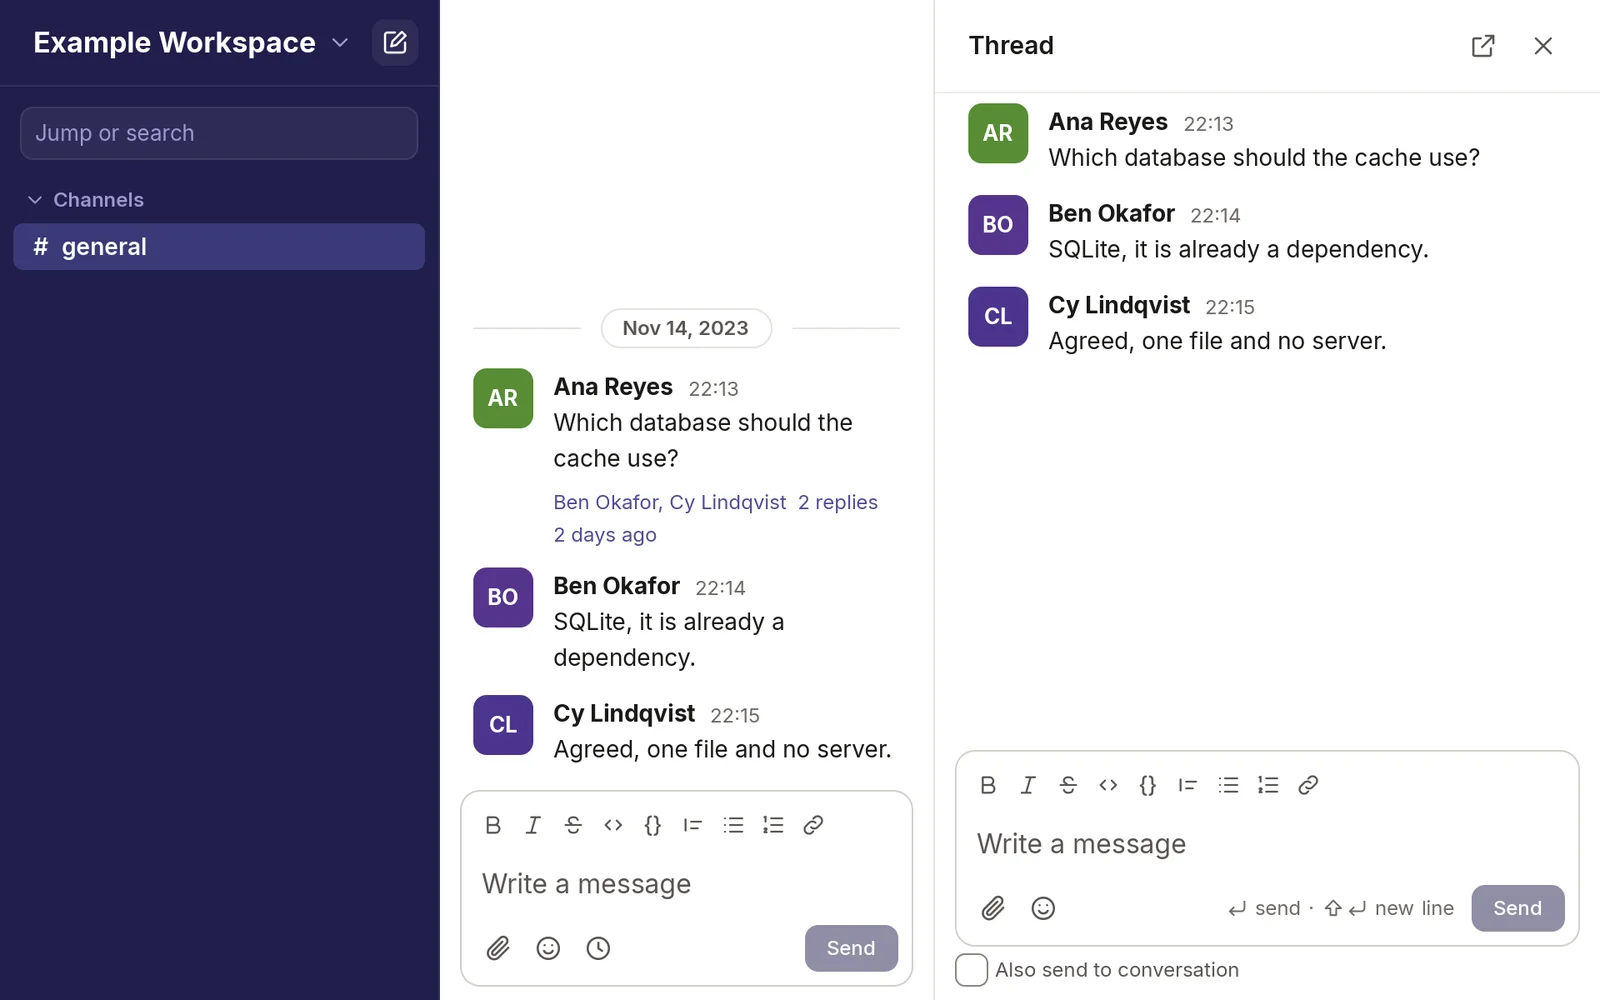 Example Workspace
Jump or search
Channels
# general
Nov 14, 2023
AR
Ana Reyes 22:13
Which database should the
cache use?
Ben Okafor, Cy Lindqvist 2 replies
2 days ago
BO
Ben Okafor 22:14
SQLite, it is already a
dependency.
CL
Cy Lindqvist 22:15
Agreed, one file and no server.
Write a message
Send
Thread
AR
Ana Reyes 22:13
Which database should the cache use?
BO
Ben Okafor 22:14
SQLite, it is already a dependency.
CL
Cy Lindqvist 22:15
Agreed, one file and no server.
Write a message
send · new line
Send
Also send to conversation